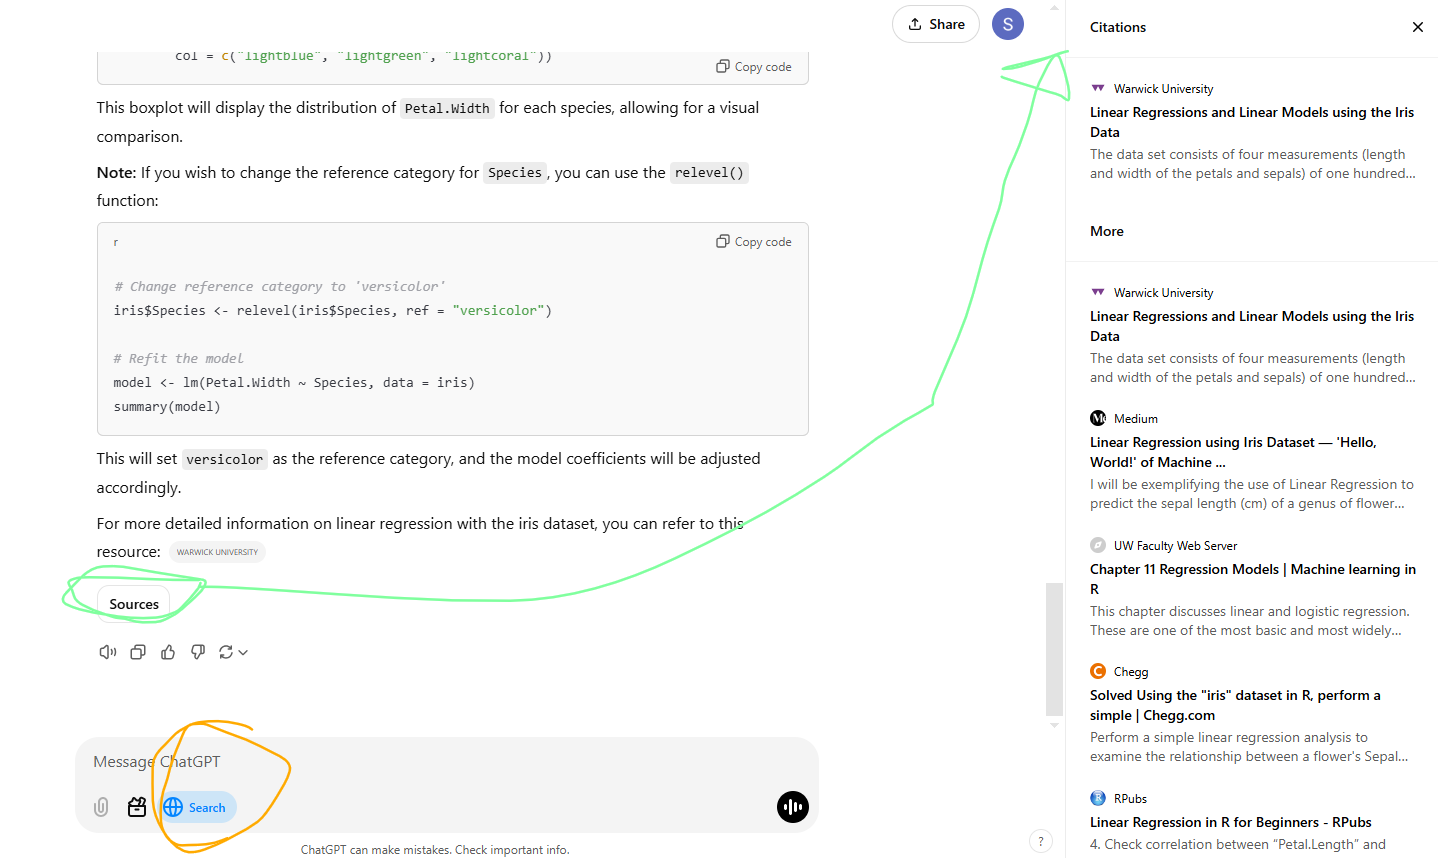 Share
S
col = c("lightblue", "lightgreen", "lightcoral"))
Copy code
This boxplot will display the distribution of Petal.Width for each species, allowing for a visual
comparison.
Note: If you wish to change the reference category for Species, you can use the relevel()
function:
r
Copy code
# Change reference category to 'versicolor'
iris$Species <- relevel(iris$Species, ref = "versicolor")
# Refit the model
model <- lm(Petal.Width ~ Species, data = iris)
summary(model)
This will set versicolor as the reference category, and the model coefficients will be adjusted
accordingly.
For more detailed information on linear regression with the iris dataset, you can refer to this
resource: WARWICK UNIVERSITY
Sources
Message ChatGPT
Search
ChatGPT can make mistakes. Check important info.
?
Citations
Warwick University
Linear Regressions and Linear Models using the Iris
Data
The data set consists of four measurements (length
and width of the petals and sepals) of one hundred...
More
Warwick University
Linear Regressions and Linear Models using the Iris
Data
The data set consists of four measurements (length
and width of the petals and sepals) of one hundred...
Medium
Linear Regression using Iris Dataset — 'Hello,
World!' of Machine ...
I will be exemplifying the use of Linear Regression to
predict the sepal length (cm) of a genus of flower...
UW Faculty Web Server
Chapter 11 Regression Models | Machine learning in
R
This chapter discusses linear and logistic regression.
These are one of the most basic and most widely...
Chegg
Solved Using the "iris" dataset in R, perform a
simple | Chegg.com
Perform a simple linear regression analysis to
examine the relationship between a flower's Sepal...
RPubs
Linear Regression in R for Beginners - RPubs
4. Check correlation between “Petal.Length” and